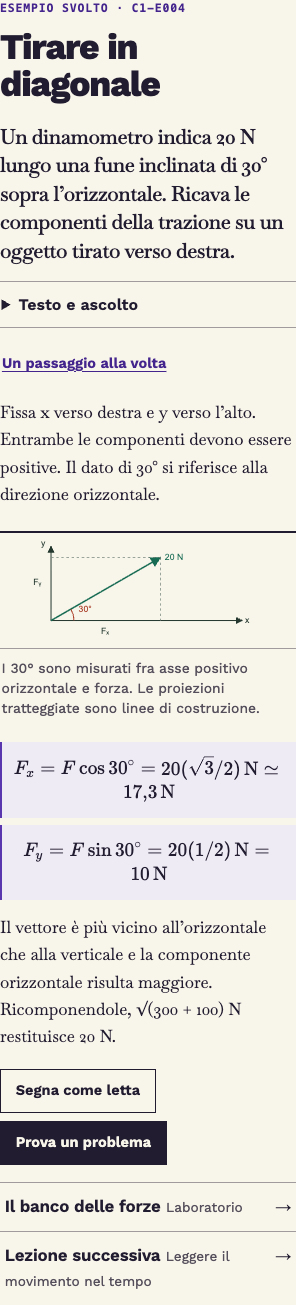 ESEMPIO SVOLTO · C1–E004
Tirare in
diagonale
Un dinamometro indica 20 N
lungo una fune inclinata di 30°
sopra l’orizzontale. Ricava le
componenti della trazione su un
oggetto tirato verso destra.
▶ Testo e ascolto
Un passaggio alla volta
Fissa x verso destra e y verso l’alto.
Entrambe le componenti devono essere
positive. Il dato di 30° si riferisce alla
direzione orizzontale.
y
20 N
Fᵧ
30°
x
Fₓ
I 30° sono misurati fra asse positivo
orizzontale e forza. Le proiezioni
tratteggiate sono linee di costruzione.
Fₓ = F cos 30° = 20(√3/2) N ≃
17,3 N
Fᵧ = F sin 30° = 20(1/2) N =
10 N
Il vettore è più vicino all’orizzontale
che alla verticale e la componente
orizzontale risulta maggiore.
Ricomponendole, √(300 + 100) N
restituisce 20 N.
Segna come letta
Prova un problema
Il banco delle forze Laboratorio →
Lezione successiva Leggere il →
movimento nel tempo